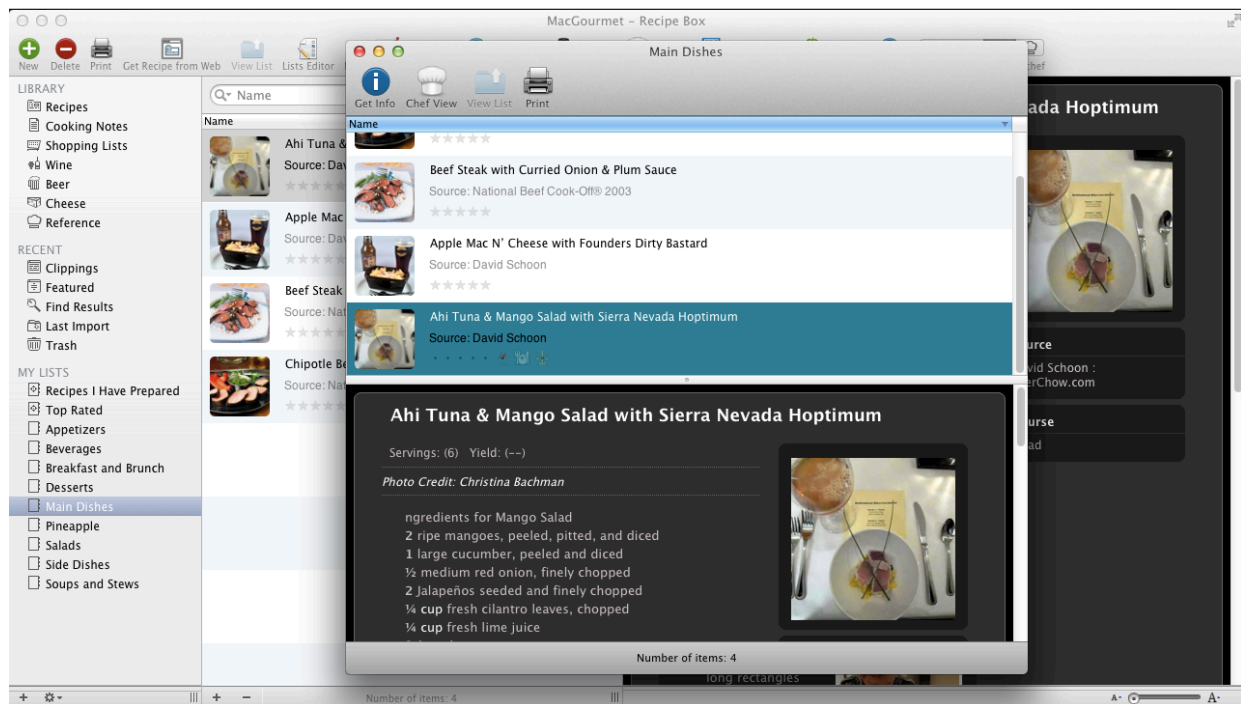 MacGourmet – Recipe Box
New Delete Print Get Recipe from Web View List Lists Editor
LIBRARY
Recipes
Cooking Notes
Shopping Lists
Wine
Beer
Cheese
Reference
RECENT
Clippings
Featured
Find Results
Last Import
Trash
MY LISTS
Recipes I Have Prepared
Top Rated
Appetizers
Beverages
Breakfast and Brunch
Desserts
Main Dishes
Pineapple
Salads
Side Dishes
Soups and Stews
Name
Name
Ahi Tuna &
Source: Dav
Apple Mac
Source: Dav
Beef Steak
Source: Nat
Chipotle Be
Source: Nat
Number of items: 4
Main Dishes
Get Info Chef View View List Print
Name
Beef Steak with Curried Onion & Plum Sauce
Source: National Beef Cook-Off® 2003
Apple Mac N' Cheese with Founders Dirty Bastard
Source: David Schoon
Ahi Tuna & Mango Salad with Sierra Nevada Hoptimum
Source: David Schoon
Ahi Tuna & Mango Salad with Sierra Nevada Hoptimum
Servings: (6) Yield: (--)
Photo Credit: Christina Bachman
ngredients for Mango Salad
2 ripe mangoes, peeled, pitted, and diced
1 large cucumber, peeled and diced
½ medium red onion, finely chopped
2 Jalapeños seeded and finely chopped
¼ cup fresh cilantro leaves, chopped
¼ cup fresh lime juice
Number of items: 4
hef
ada Hoptimum
urce
vid Schoon :
erChow.com
urse
ad
long rectangles
A- A+